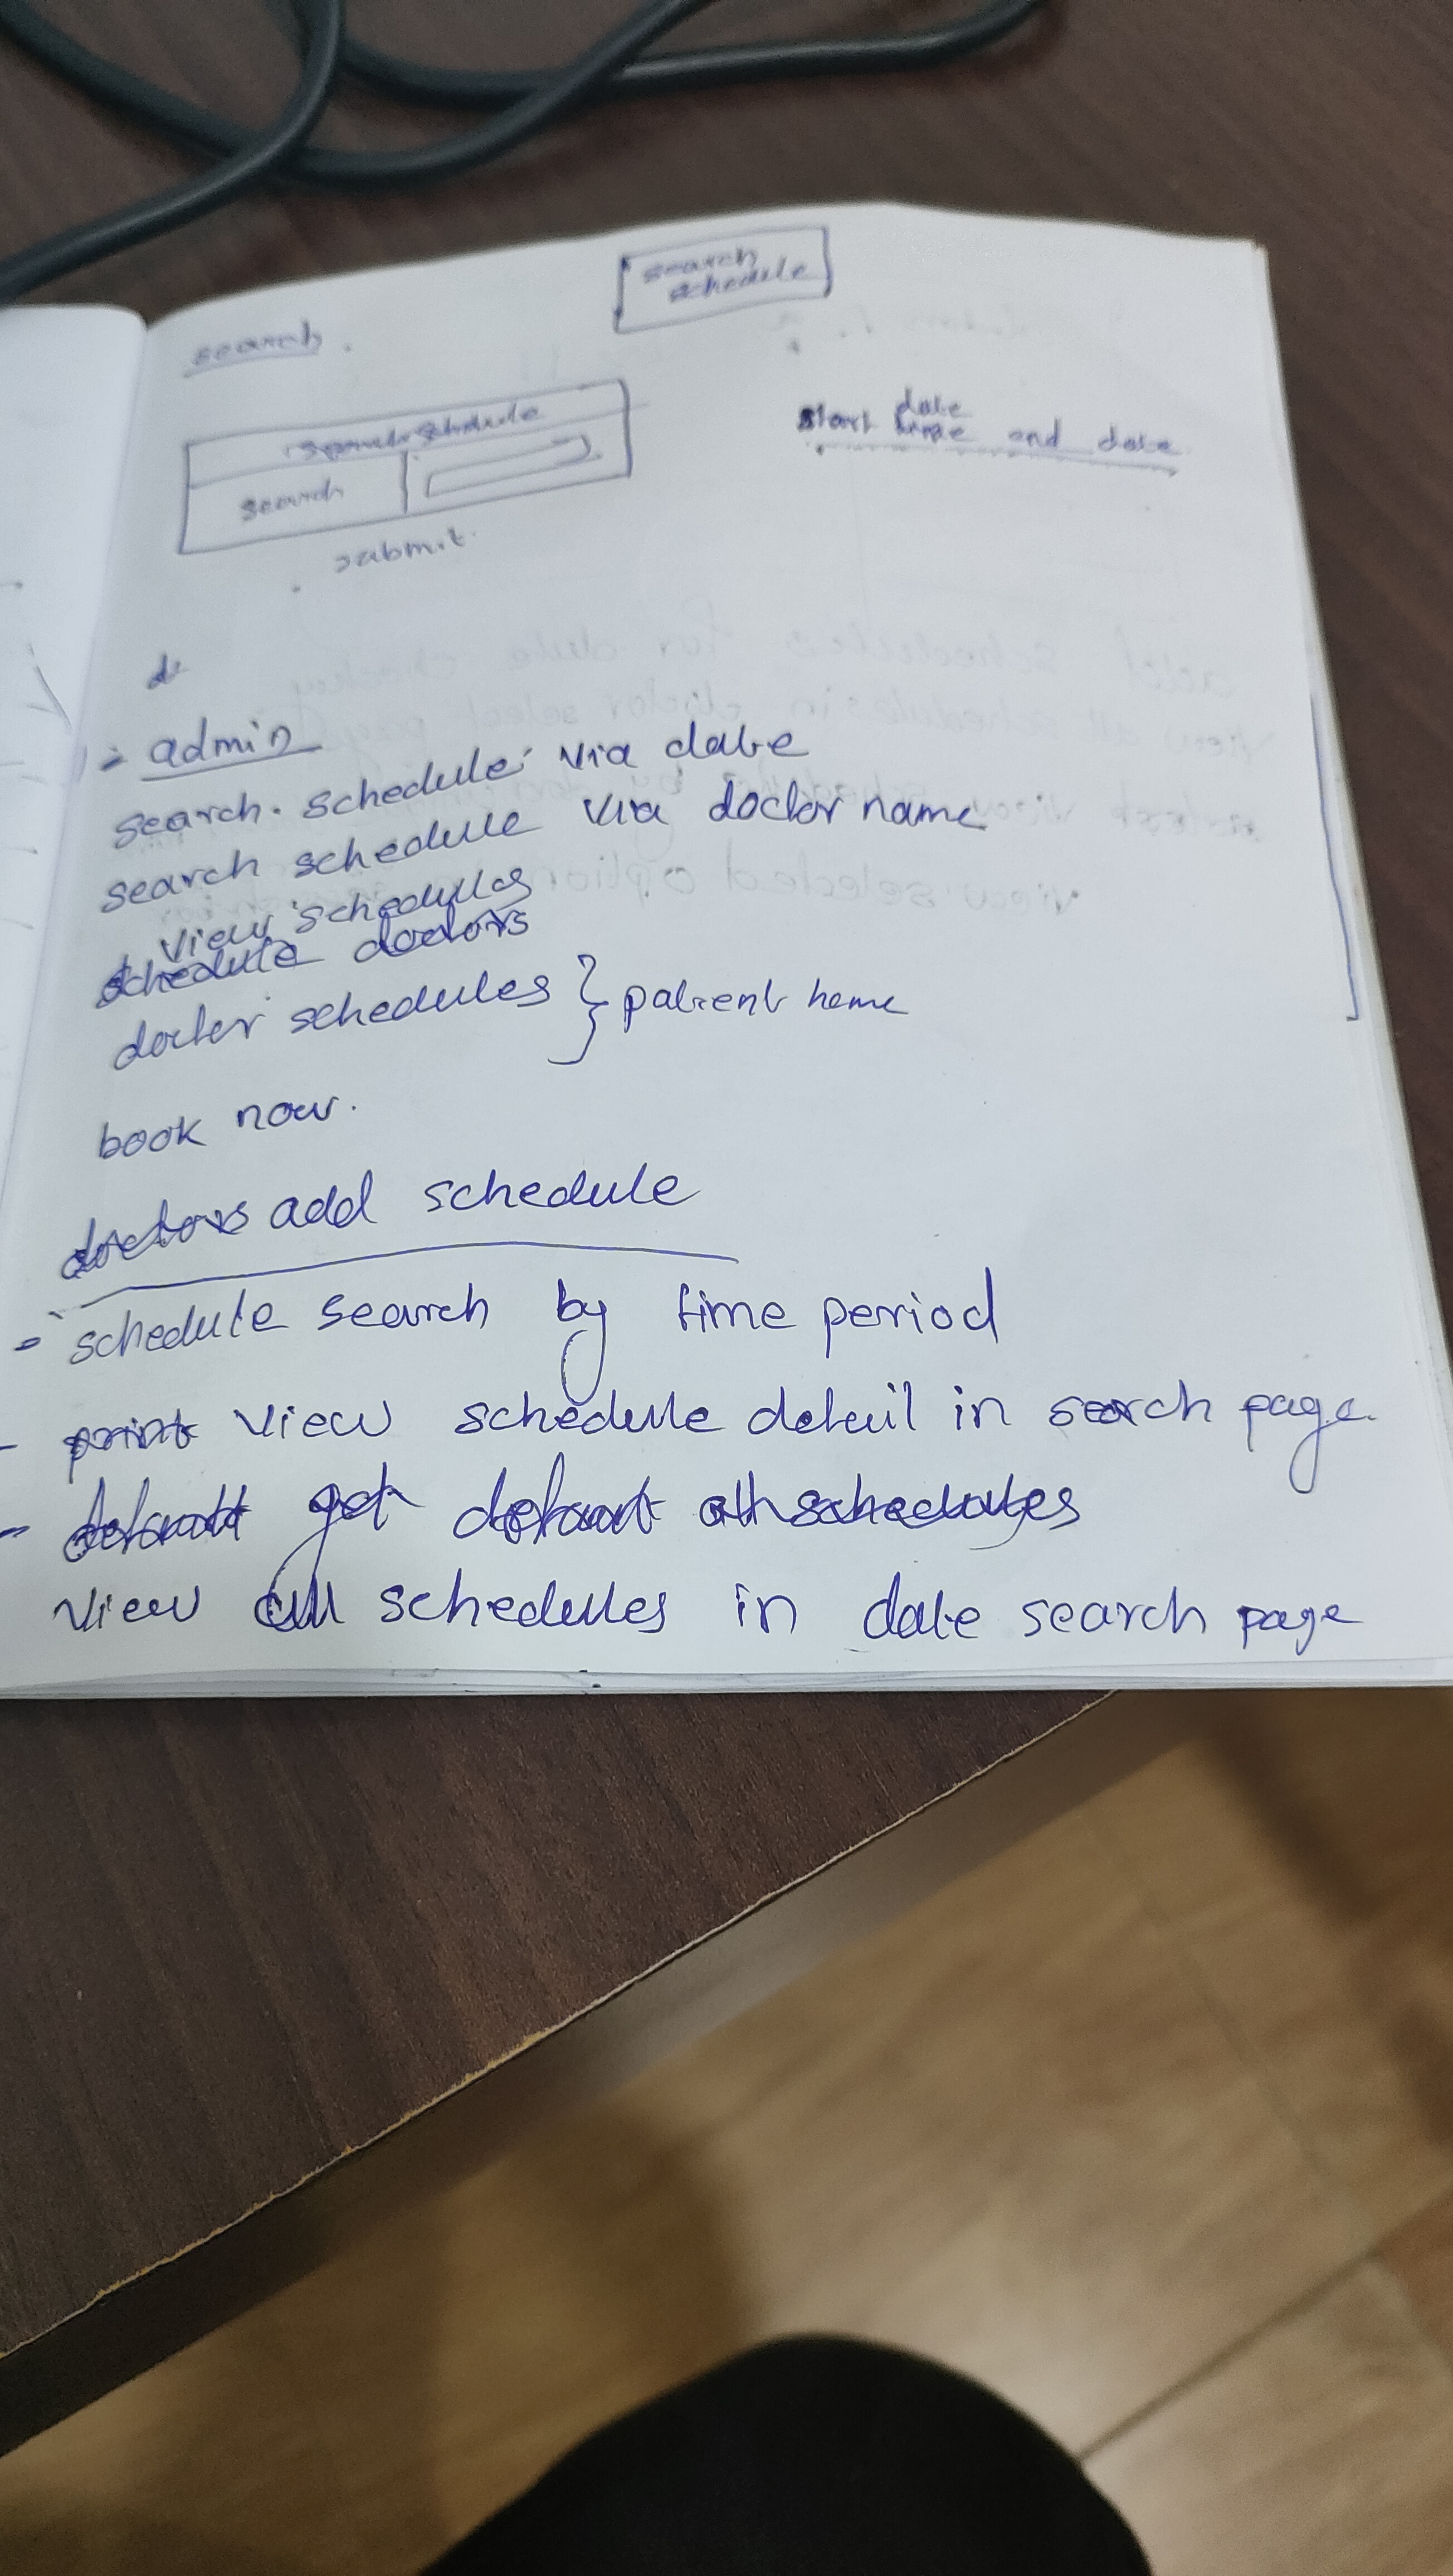 search
schedule
search.
date
start time end date
search schedule
search
submit
d
admin
search. schedule via date
search schedule via doctor name
view schedules
schedule doctors
docter schedules } patient home
book now.
doctors add schedule
- schedule search by time period
- print view schedule detail in search page.
- default get default all schedules
view all schedules in date search page